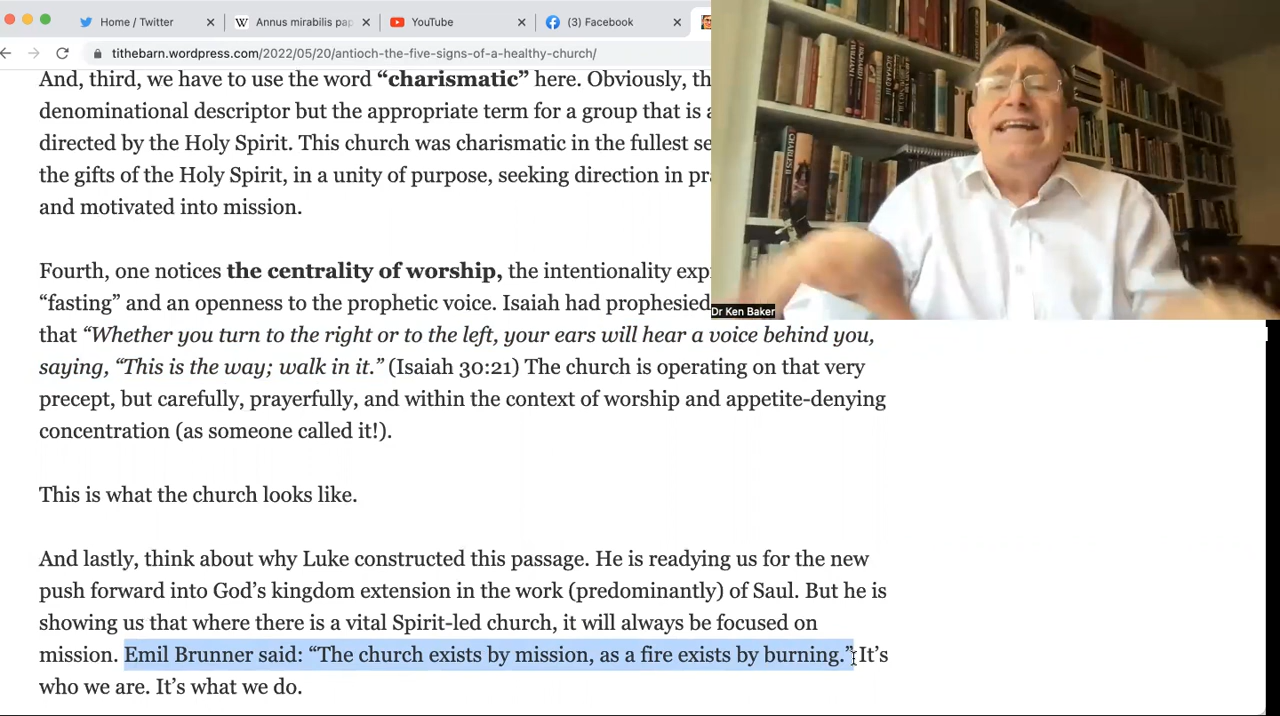 Home / Twitter
Annus mirabilis pap
YouTube
(3) Facebook
tithebarn.wordpress.com/2022/05/20/antioch-the-five-signs-of-a-healthy-church/
And, third, we have to use the word “charismatic” here. Obviously, th
denominational descriptor but the appropriate term for a group that is a
directed by the Holy Spirit. This church was charismatic in the fullest se
the gifts of the Holy Spirit, in a unity of purpose, seeking direction in pra
and motivated into mission.
Fourth, one notices the centrality of worship, the intentionality exp
“fasting” and an openness to the prophetic voice. Isaiah had prophesied
that “Whether you turn to the right or to the left, your ears will hear a voice behind you,
saying, “This is the way; walk in it.” (Isaiah 30:21) The church is operating on that very
precept, but carefully, prayerfully, and within the context of worship and appetite-denying
concentration (as someone called it!).
This is what the church looks like.
And lastly, think about why Luke constructed this passage. He is readying us for the new
push forward into God’s kingdom extension in the work (predominantly) of Saul. But he is
showing us that where there is a vital Spirit-led church, it will always be focused on
mission. Emil Brunner said: “The church exists by mission, as a fire exists by burning.” It’s
who we are. It’s what we do.
Dr Ken Baker
CHARLES II
RICHARD III